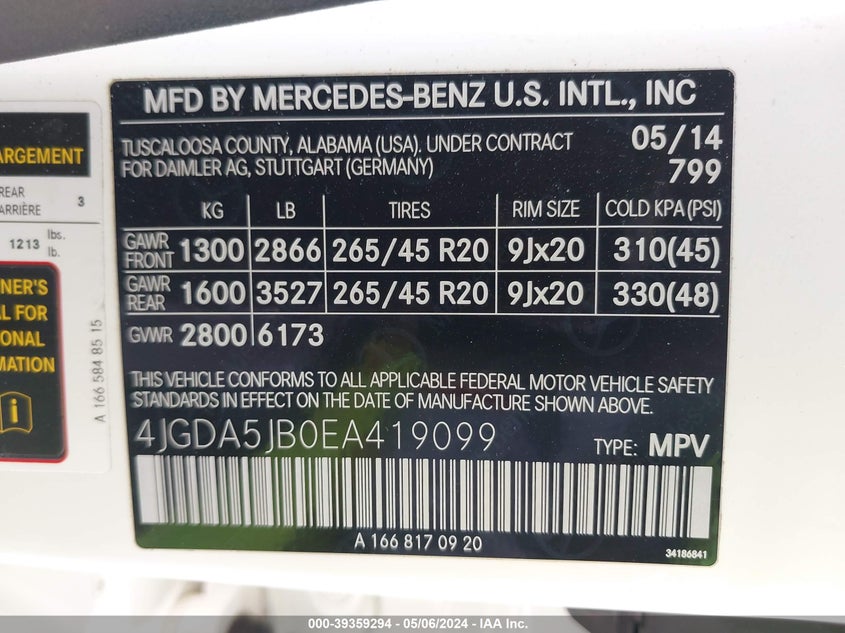 ARGEMENT
REAR
ARRIÈRE 3
1213 lbs.
lb.
NER'S
L FOR
ONAL
MATION
A 166 584 85 15
MFD BY MERCEDES-BENZ U.S. INTL., INC
TUSCALOOSA COUNTY, ALABAMA (USA). UNDER CONTRACT 05/14
FOR DAIMLER AG, STUTTGART (GERMANY) 799
KG LB TIRES RIM SIZE COLD KPA(PSI)
GAWR FRONT 1300 2866 265/45 R20 9Jx20 310(45)
GAWR REAR 1600 3527 265/45 R20 9Jx20 330(48)
GVWR 2800 6173
THIS VEHICLE CONFORMS TO ALL APPLICABLE FEDERAL MOTOR VEHICLE SAFETY
STANDARDS IN EFFECT ON THE DATE OF MANUFACTURE SHOWN ABOVE.
4JGDA5JB0EA419099 TYPE: MPV
A 166 817 09 20
34186841
000-39359294 - 05/06/2024 - IAA Inc.